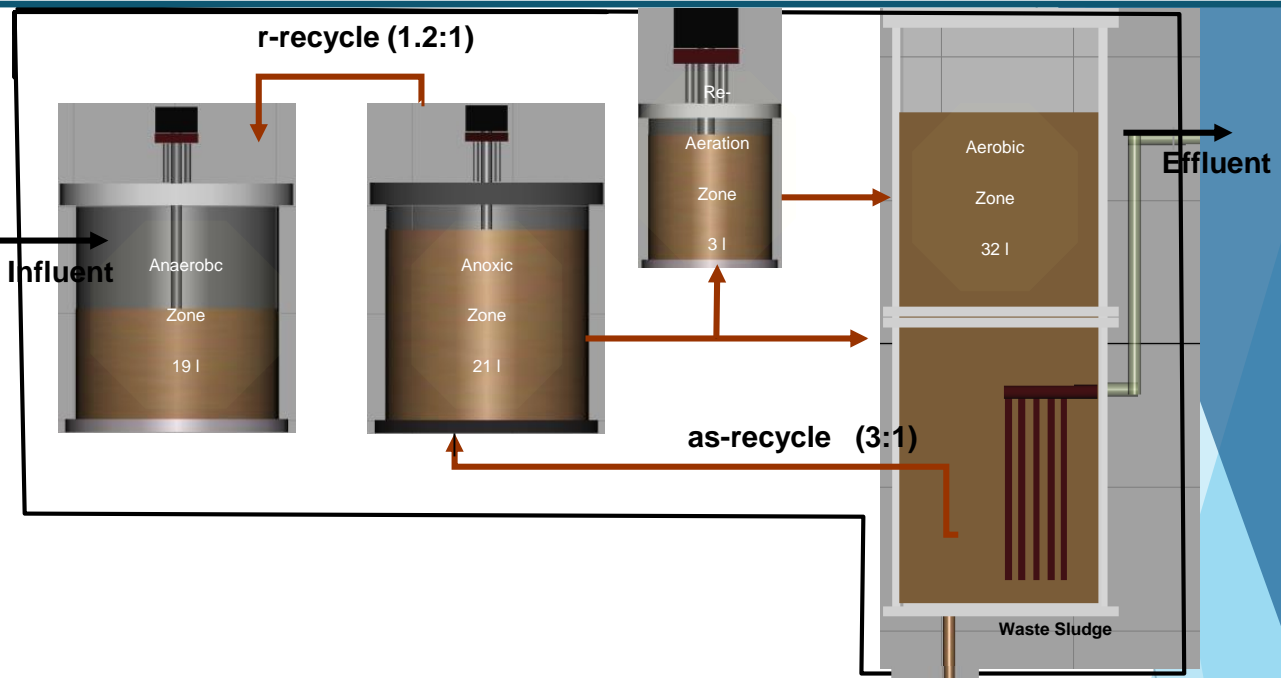 r-recycle (1.2:1)
Influent
Anaerobc
Zone
19 l
Anoxic
Zone
21 l
Re-
Aeration
Zone
3 l
Aerobic
Zone
32 l
Effluent
as-recycle (3:1)
Waste Sludge